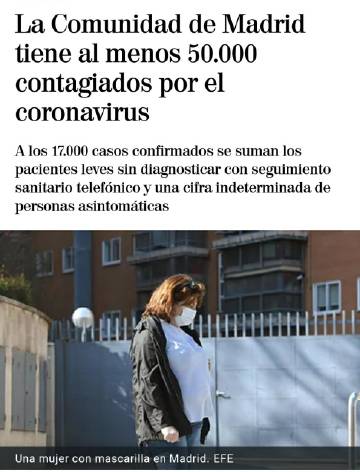 La Comunidad de Madrid
tiene al menos 50.000
contagiados por el
coronavirus
A los 17.000 casos confirmados se suman los
pacientes leves sin diagnosticar con seguimiento
sanitario telefónico y una cifra indeterminada de
personas asintomáticas
Una mujer con mascarilla en Madrid. EFE